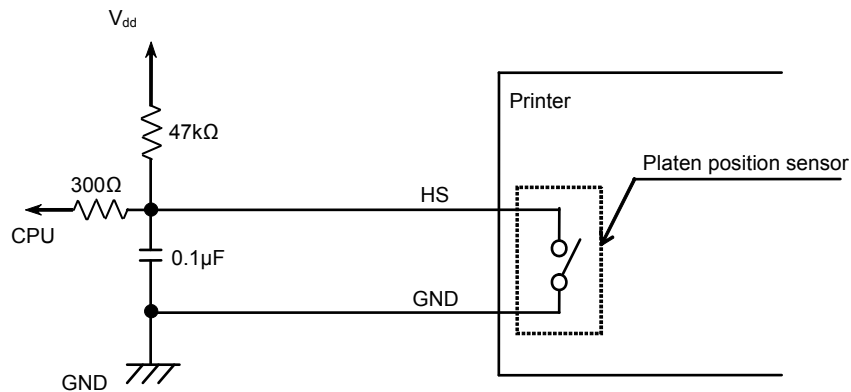 Vdd
Printer
47kΩ
Platen position sensor
300Ω
HS
CPU
0.1µF
GND
GND